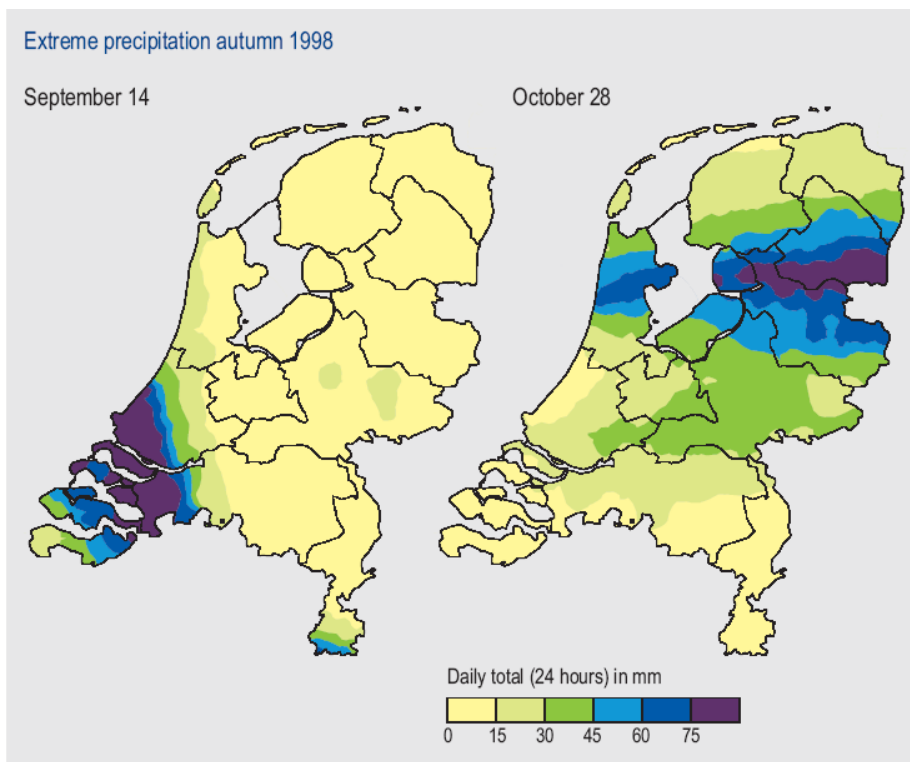 Extreme precipitation autumn 1998
September 14
October 28
Daily total (24 hours) in mm
0 15 30 45 60 75